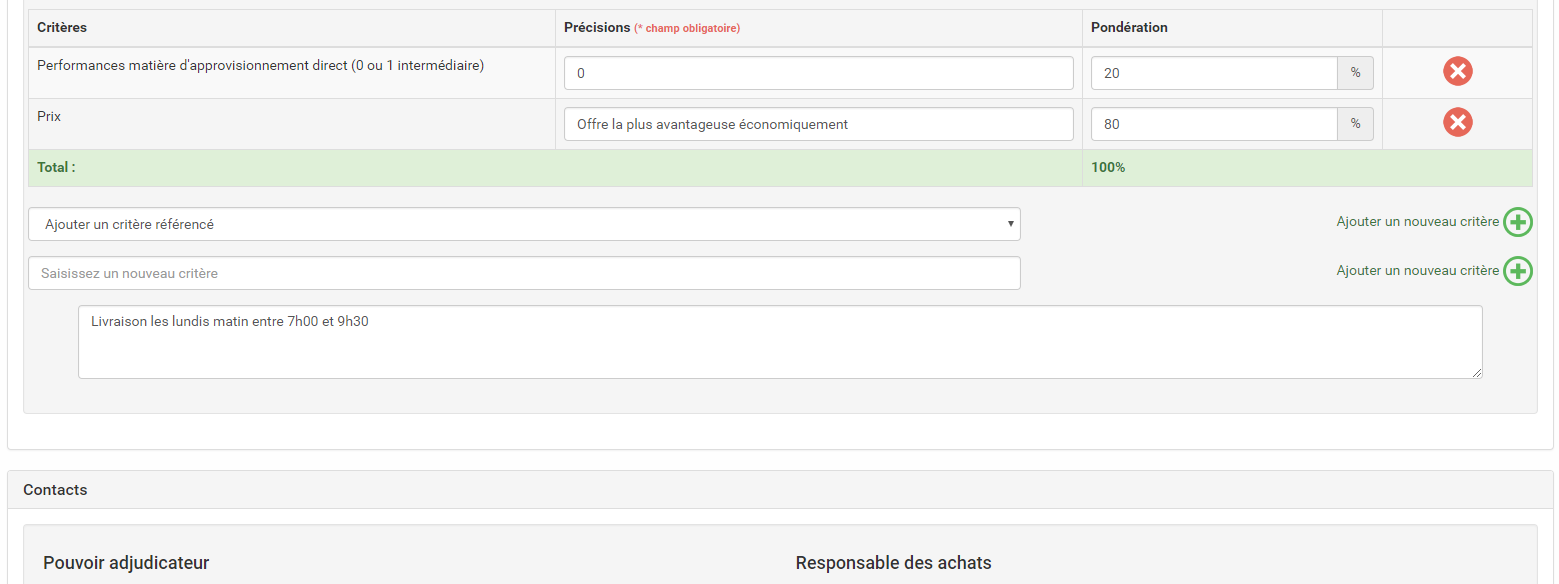 Critères Précisions (* champ obligatoire) Pondération
Performances matière d'approvisionnement direct (0 ou 1 intermédiaire) 0 20 %
Prix Offre la plus avantageuse économiquement 80 %
Total : 100%
Ajouter un critère référencé Ajouter un nouveau critère
Saisissez un nouveau critère Ajouter un nouveau critère
Livraison les lundis matin entre 7h00 et 9h30
Contacts
Pouvoir adjudicateur Responsable des achats